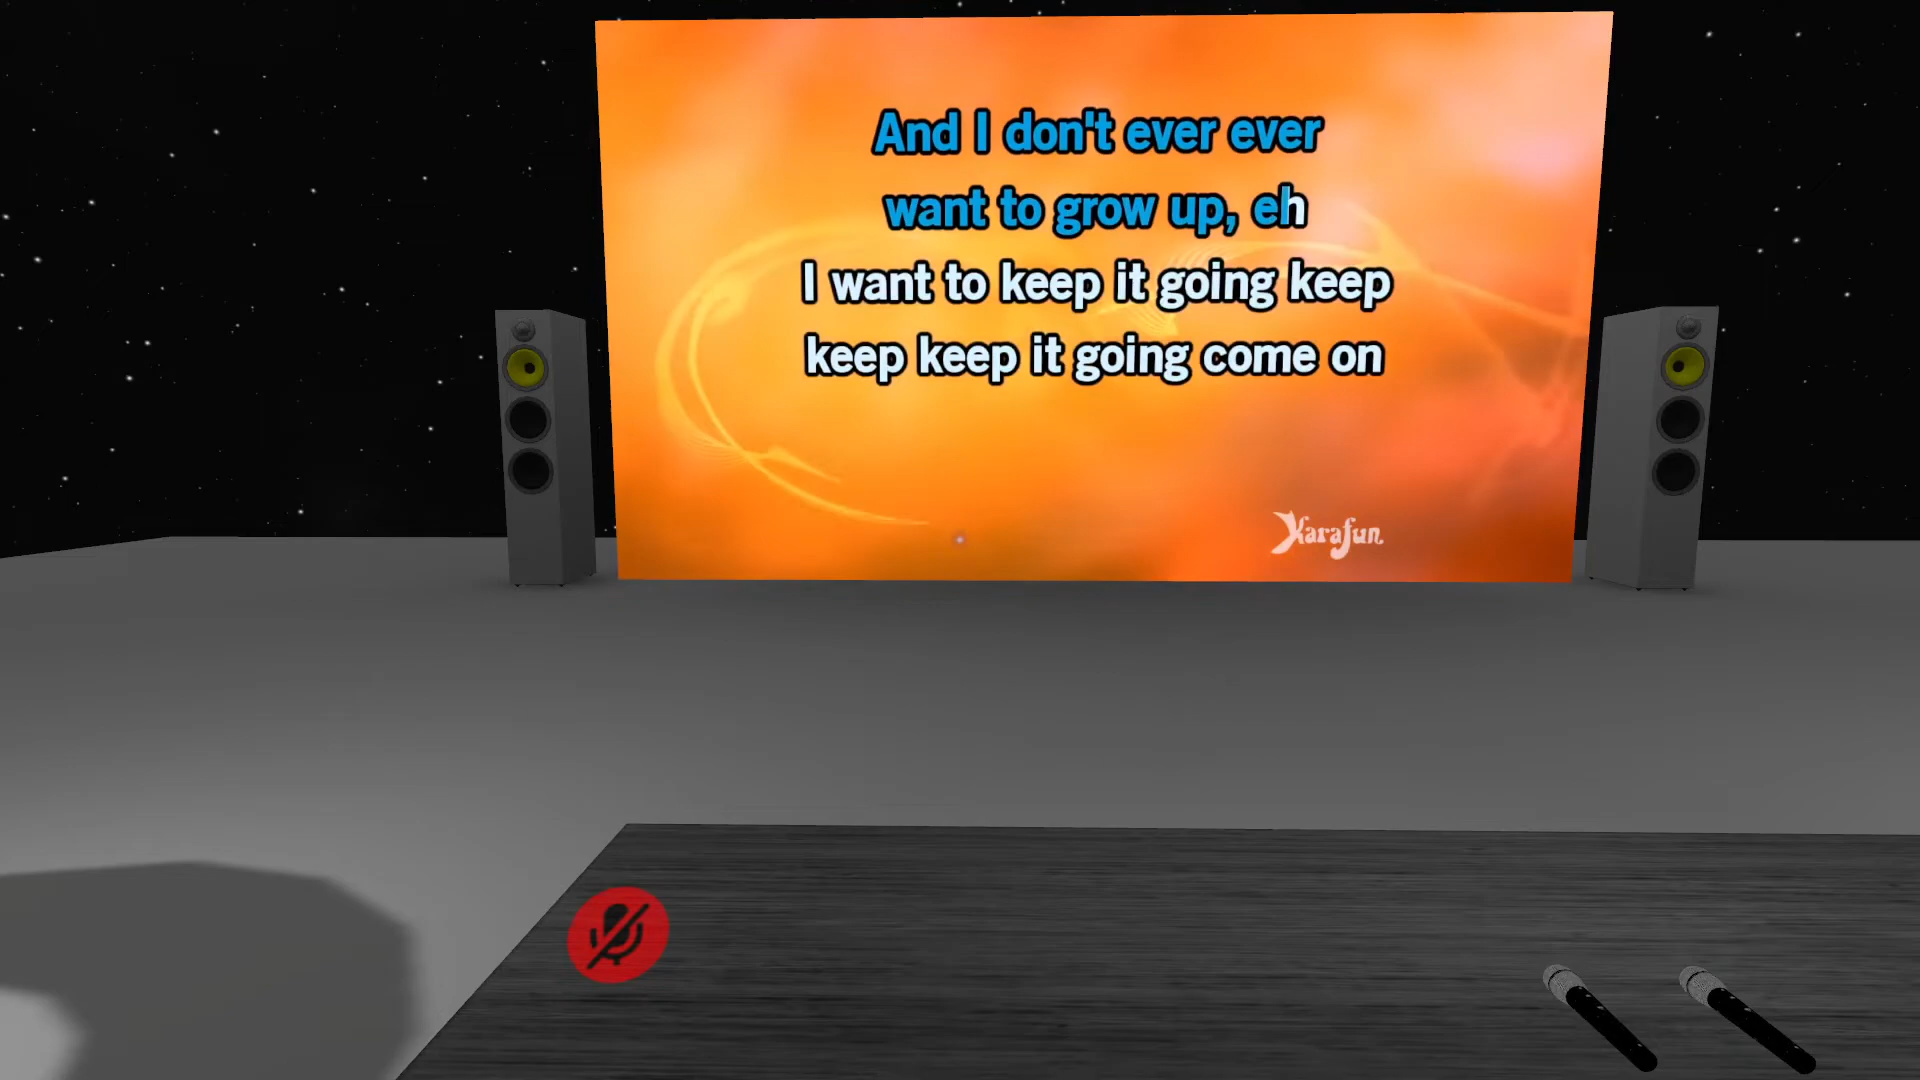 And I don't ever ever
want to grow up, eh
I want to keep it going keep
keep keep it going come on
Karafun